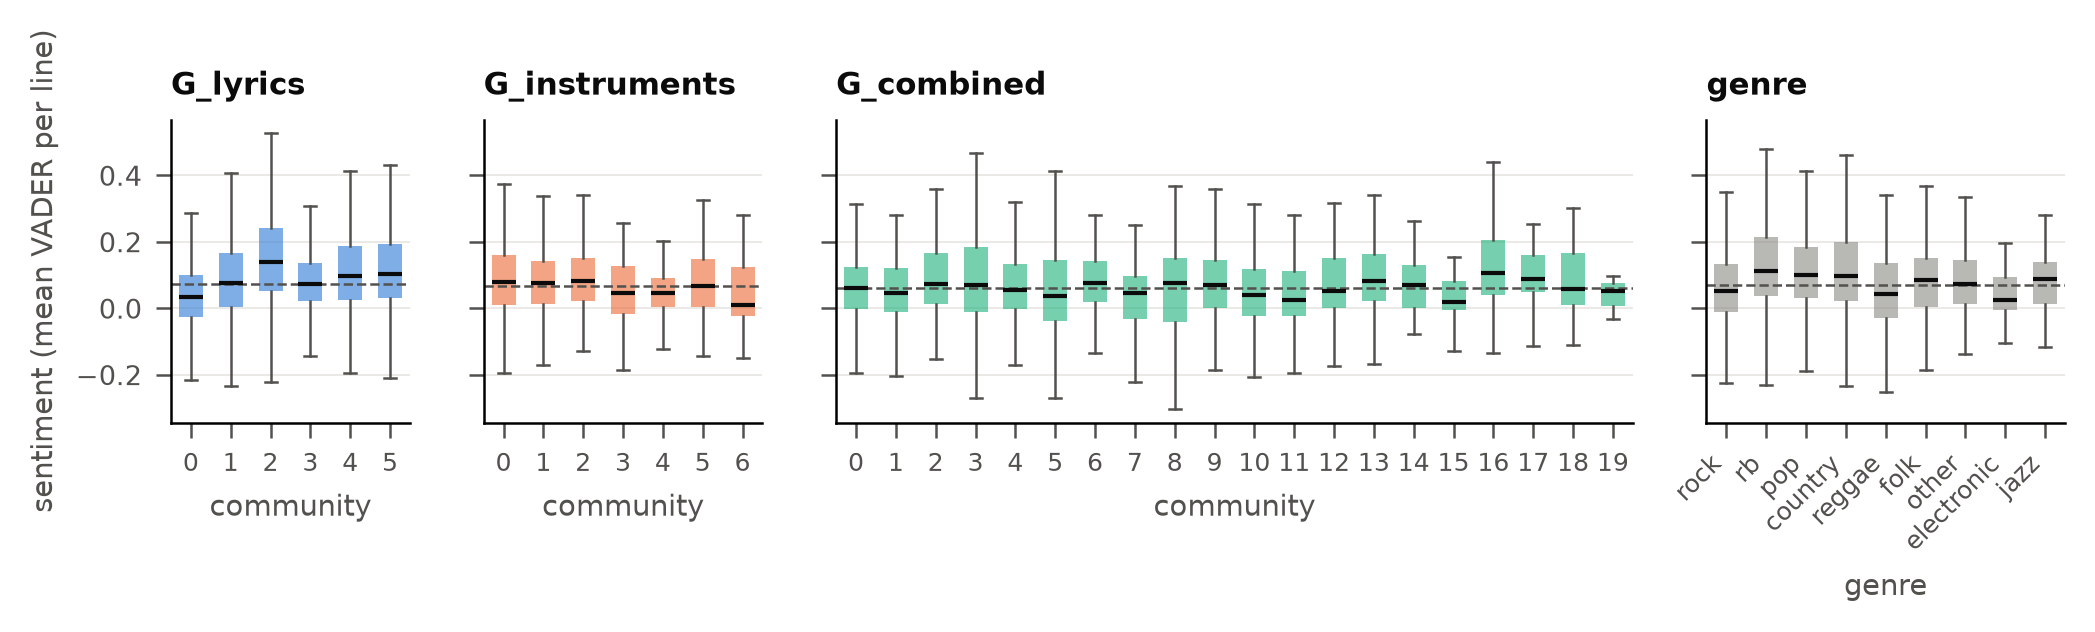 sentiment (mean VADER per line)
G_lyrics
0.4
0.2
0.0
−0.2
0 1 2 3 4 5
community
G_instruments
0 1 2 3 4 5 6
community
G_combined
0 1 2 3 4 5 6 7 8 9 10 11 12 13 14 15 16 17 18 19
community
genre
rock rb pop country reggae folk other electronic jazz
genre